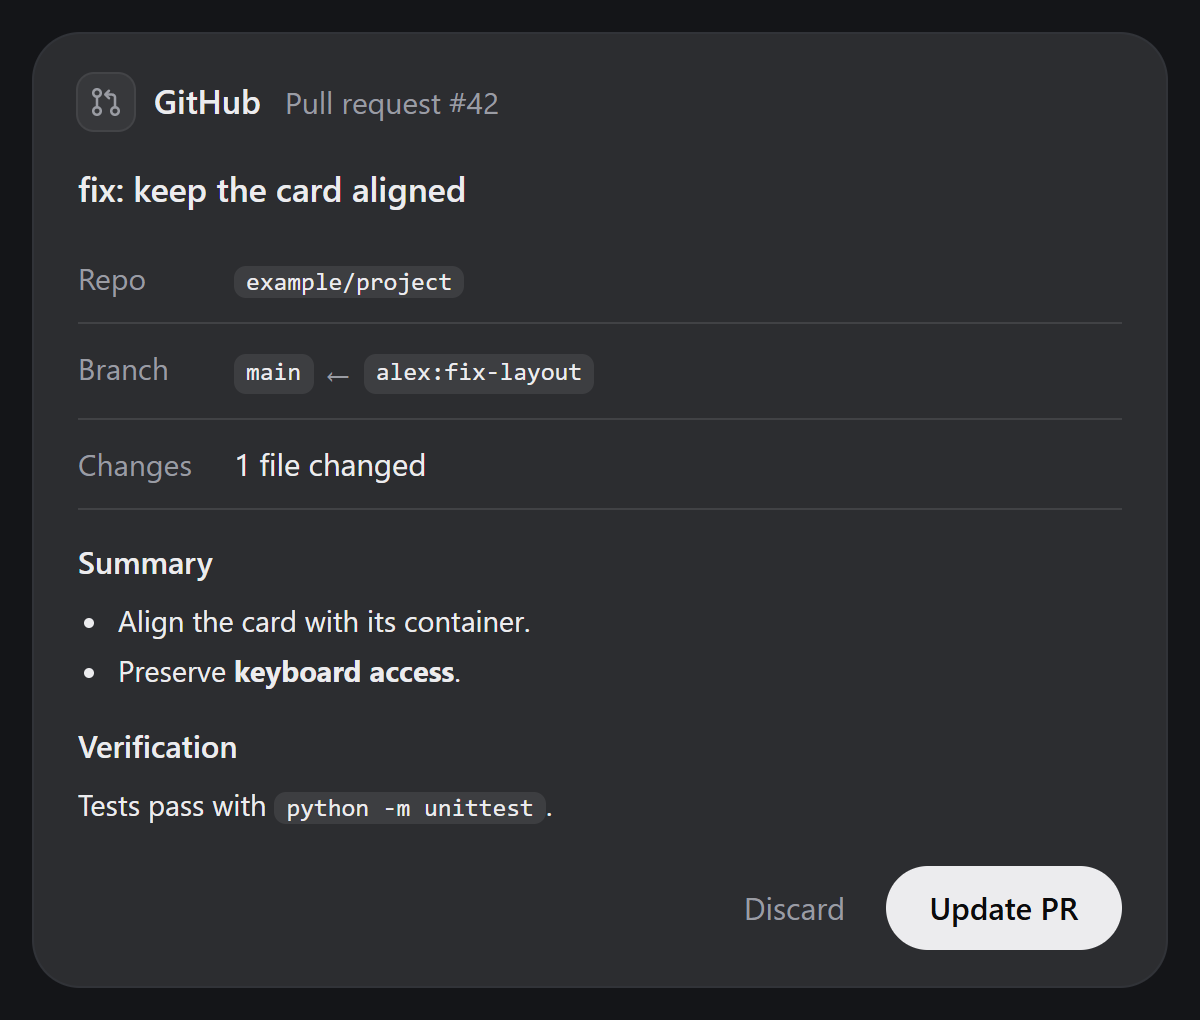 GitHub Pull request #42
fix: keep the card aligned
Repo example/project
Branch main ← alex:fix-layout
Changes 1 file changed
Summary
• Align the card with its container.
• Preserve keyboard access.
Verification
Tests pass with python -m unittest.
Discard Update PR